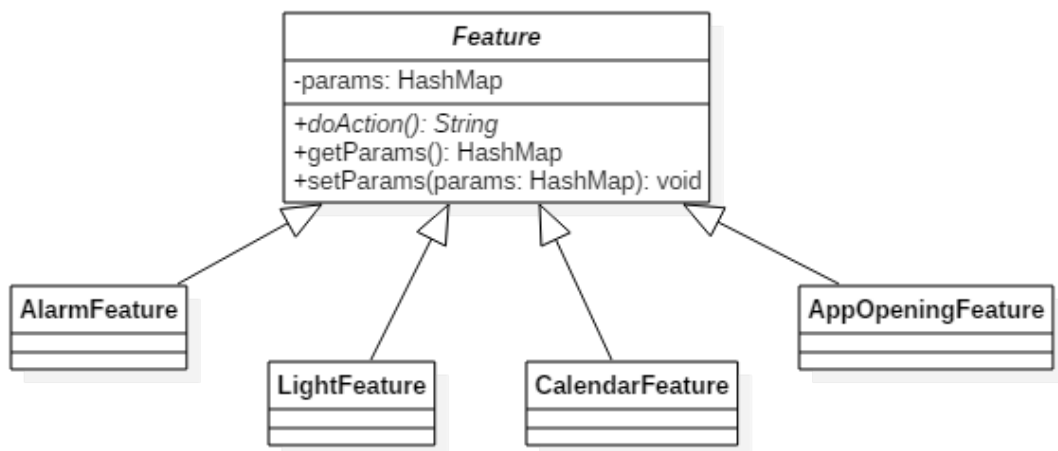 Feature
-params: HashMap
+doAction(): String
+getParams(): HashMap
+setParams(params: HashMap): void
AlarmFeature
AppOpeningFeature
LightFeature
CalendarFeature